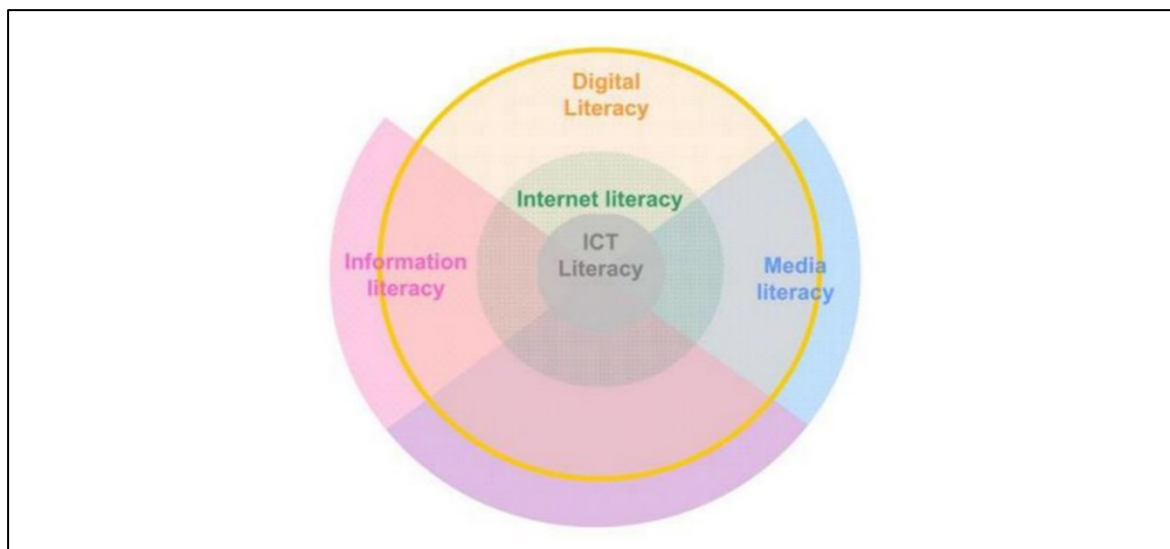 Digital
Literacy
Internet literacy
ICT
Literacy
Information
literacy
Media
literacy